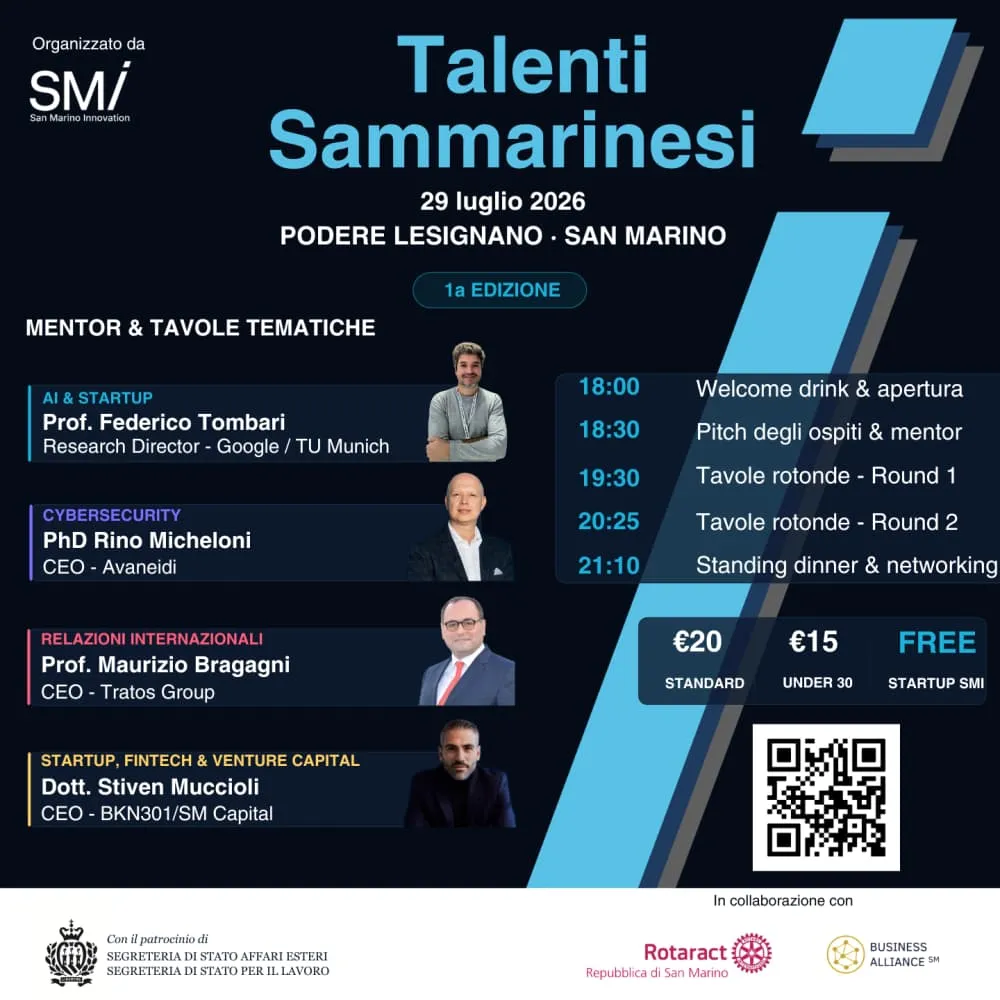 Organizzato da
SMi
San Marino Innovation
Talenti
Sammarinesi
29 luglio 2026
PODERE LESIGNANO · SAN MARINO
1a EDIZIONE
MENTOR & TAVOLE TEMATICHE
AI & STARTUP
Prof. Federico Tombari
Research Director - Google / TU Munich
CYBERSECURITY
PhD Rino Micheloni
CEO - Avaneidi
RELAZIONI INTERNAZIONALI
Prof. Maurizio Bragagni
CEO - Tratos Group
STARTUP, FINTECH & VENTURE CAPITAL
Dott. Stiven Muccioli
CEO - BKN301/SM Capital
18:00 Welcome drink & apertura
18:30 Pitch degli ospiti & mentor
19:30 Tavole rotonde - Round 1
20:25 Tavole rotonde - Round 2
21:10 Standing dinner & networking
€20 €15 FREE
STANDARD UNDER 30 STARTUP SMI
Con il patrocinio di
SEGRETERIA DI STATO AFFARI ESTERI
SEGRETERIA DI STATO PER IL LAVORO
In collaborazione con
Rotaract
Repubblica di San Marino
BUSINESS
ALLIANCE SM